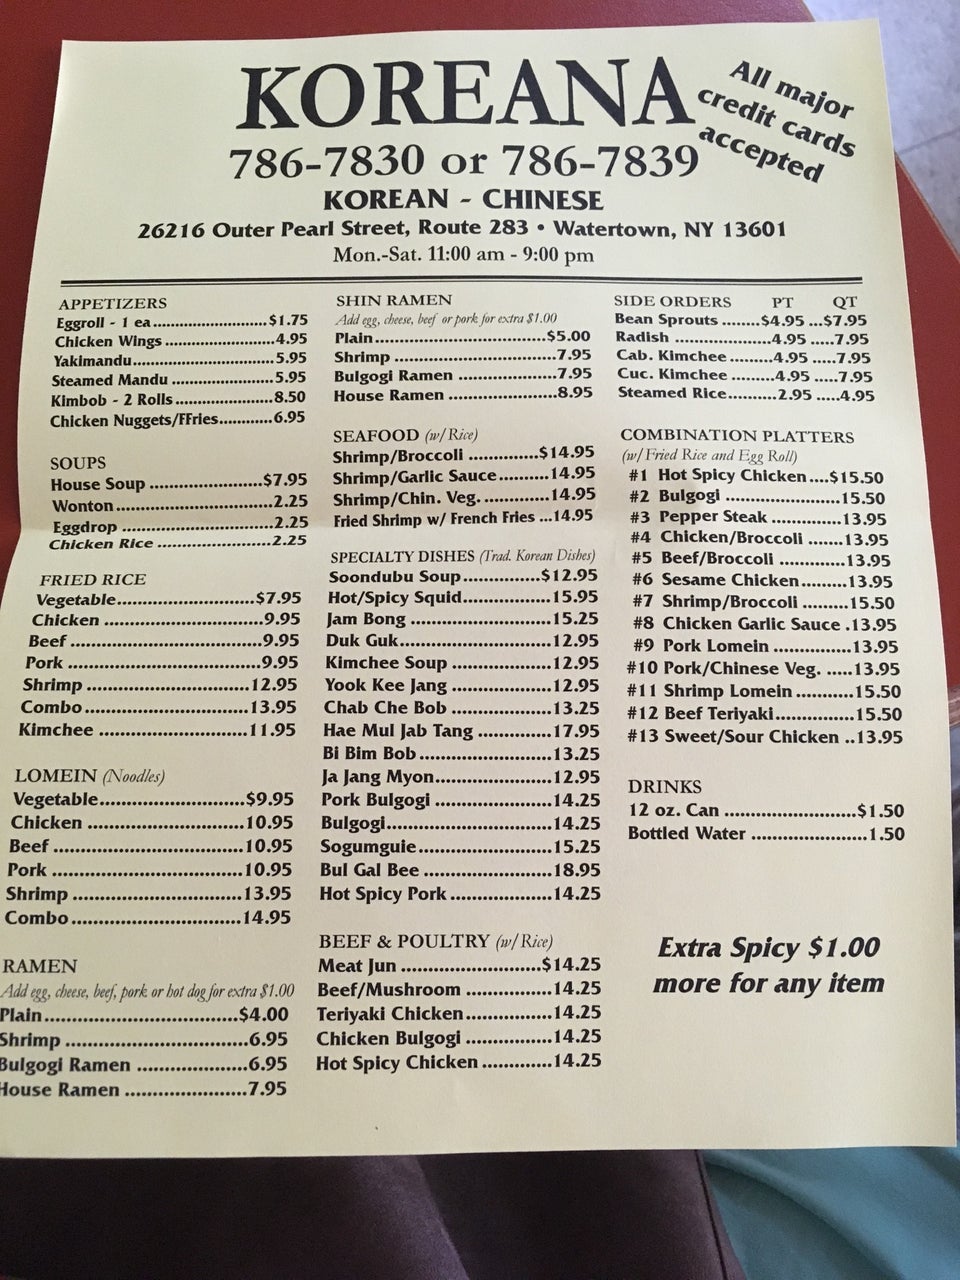 KOREANA
All major
credit cards
accepted
786-7830 or 786-7839
KOREAN - CHINESE
26216 Outer Pearl Street, Route 283 • Watertown, NY 13601
Mon.-Sat. 11:00 am - 9:00 pm
APPETIZERS
Eggroll - 1 ea..........................$1.75
Chicken Wings .........................4.95
Yakimandu................................5.95
Steamed Mandu .......................5.95
Kimbob - 2 Rolls......................8.50
Chicken Nuggets/FFries............6.95
SOUPS
House Soup ..........................$7.95
Wonton....................................2.25
Eggdrop ..................................2.25
Chicken Rice ...........................2.25
FRIED RICE
Vegetable...............................$7.95
Chicken ...................................9.95
Beef .........................................9.95
Pork .........................................9.95
Shrimp ...................................12.95
Combo...................................13.95
Kimchee ................................11.95
LOMEIN (Noodles)
Vegetable...............................$9.95
Chicken .................................10.95
Beef .......................................10.95
Pork .......................................10.95
Shrimp ...................................13.95
Combo...................................14.95
RAMEN
Add egg, cheese, beef, pork or hot dog for extra $1.00
Plain.......................................$4.00
Shrimp .....................................6.95
Bulgogi Ramen .......................6.95
House Ramen .........................7.95
SHIN RAMEN
Add egg, cheese, beef or pork for extra $1.00
Plain.......................................$5.00
Shrimp .....................................7.95
Bulgogi Ramen .......................7.95
House Ramen .........................8.95
SEAFOOD (w/Rice)
Shrimp/Broccoli ................$14.95
Shrimp/Garlic Sauce...........14.95
Shrimp/Chin. Veg. ..............14.95
Fried Shrimp w/ French Fries ...14.95
SPECIALTY DISHES (Trad. Korean Dishes)
Soondubu Soup.................$12.95
Hot/Spicy Squid...................15.95
Jam Bong ..............................15.25
Duk Guk................................12.95
Kimchee Soup ......................12.95
Yook Kee Jang ......................12.95
Chab Che Bob ......................13.25
Hae Mul Jab Tang ................17.95
Bi Bim Bob ............................13.25
Ja Jang Myon.........................12.95
Pork Bulgogi .........................14.25
Bulgogi...................................14.25
Sogumguie.............................15.25
Bul Gal Bee ...........................18.95
Hot Spicy Pork ......................14.25
BEEF & POULTRY (w/Rice)
Meat Jun ..............................$14.25
Beef/Mushroom ..................14.25
Teriyaki Chicken...................14.25
Chicken Bulgogi ..................14.25
Hot Spicy Chicken...............14.25
SIDE ORDERS PT QT
Bean Sprouts ........$4.95 ...$7.95
Radish .....................4.95 .....7.95
Cab. Kimchee.........4.95 .....7.95
Cuc. Kimchee .........4.95 .....7.95
Steamed Rice..........2.95 .....4.95
COMBINATION PLATTERS
(w/Fried Rice and Egg Roll)
#1 Hot Spicy Chicken....$15.50
#2 Bulgogi ......................15.50
#3 Pepper Steak ..............13.95
#4 Chicken/Broccoli .......13.95
#5 Beef/Broccoli .............13.95
#6 Sesame Chicken.........13.95
#7 Shrimp/Broccoli .........15.50
#8 Chicken Garlic Sauce .13.95
#9 Pork Lomein ...............13.95
#10 Pork/Chinese Veg. .....13.95
#11 Shrimp Lomein ...........15.50
#12 Beef Teriyaki...............15.50
#13 Sweet/Sour Chicken ..13.95
DRINKS
12 oz. Can .........................$1.50
Bottled Water ......................1.50
Extra Spicy $1.00
more for any item